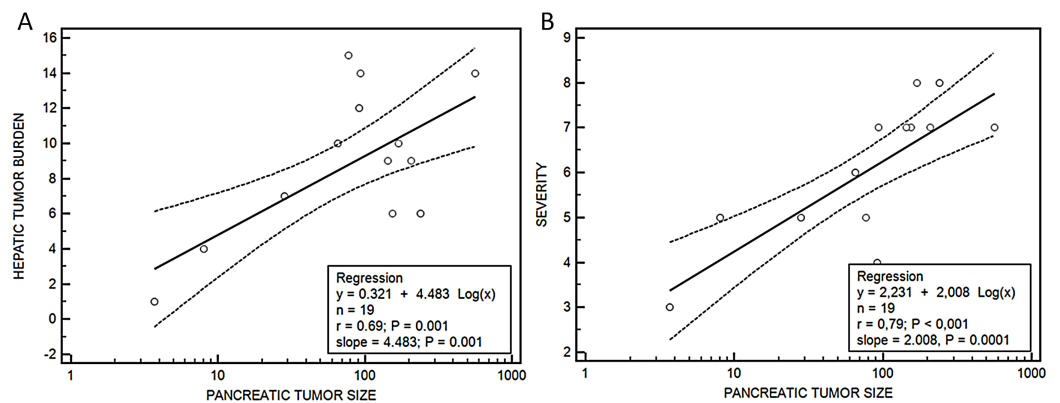 A
HEPATIC TUMOR BURDEN
16
14
12
10
8
6
4
2
0
-2
Regression
y = 0.321 + 4.483 Log(x)
n = 19
r = 0.69; P = 0.001
slope = 4.483; P = 0.001
1
10
100
1000
PANCREATIC TUMOR SIZE
B
SEVERITY
9
8
7
6
5
4
3
2
Regression
y = 2,231 + 2,008 Log(x)
n = 19
r = 0,79; P < 0,001
slope = 2.008, P = 0.0001
1
10
100
1000
PANCREATIC TUMOR SIZE